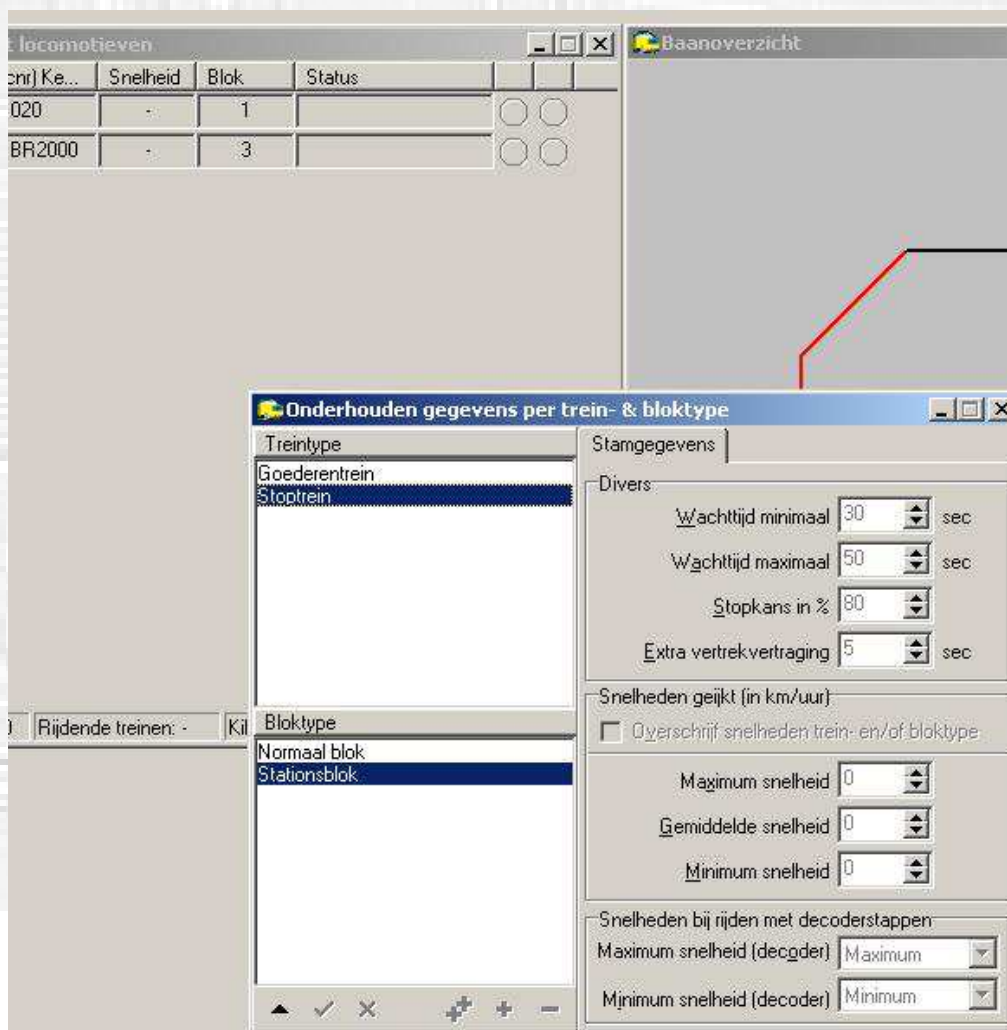 t locomotieven
Baanoverzicht
cnr) Ke... Snelheid Blok Status
020 - 1
BR2000 - 3
Onderhouden gegevens per trein- & bloktype
Treintype
Goederentrein
Stoptrein
Stamgegevens
Divers
Wachttijd minimaal 30 sec
Wachttijd maximaal 50 sec
Stopkans in % 80
Extra vertrekvertraging 5 sec
Rijdende treinen: - Kil
Bloktype
Normaal blok
Stationsblok
Snelheden geijkt (in km/uur)
Overschrijf snelheden trein- en/of bloktype
Maximum snelheid 0
Gemiddelde snelheid 0
Minimum snelheid 0
Snelheden bij rijden met decoderstappen
Maximum snelheid (decoder) Maximum
Minimum snelheid (decoder) Minimum